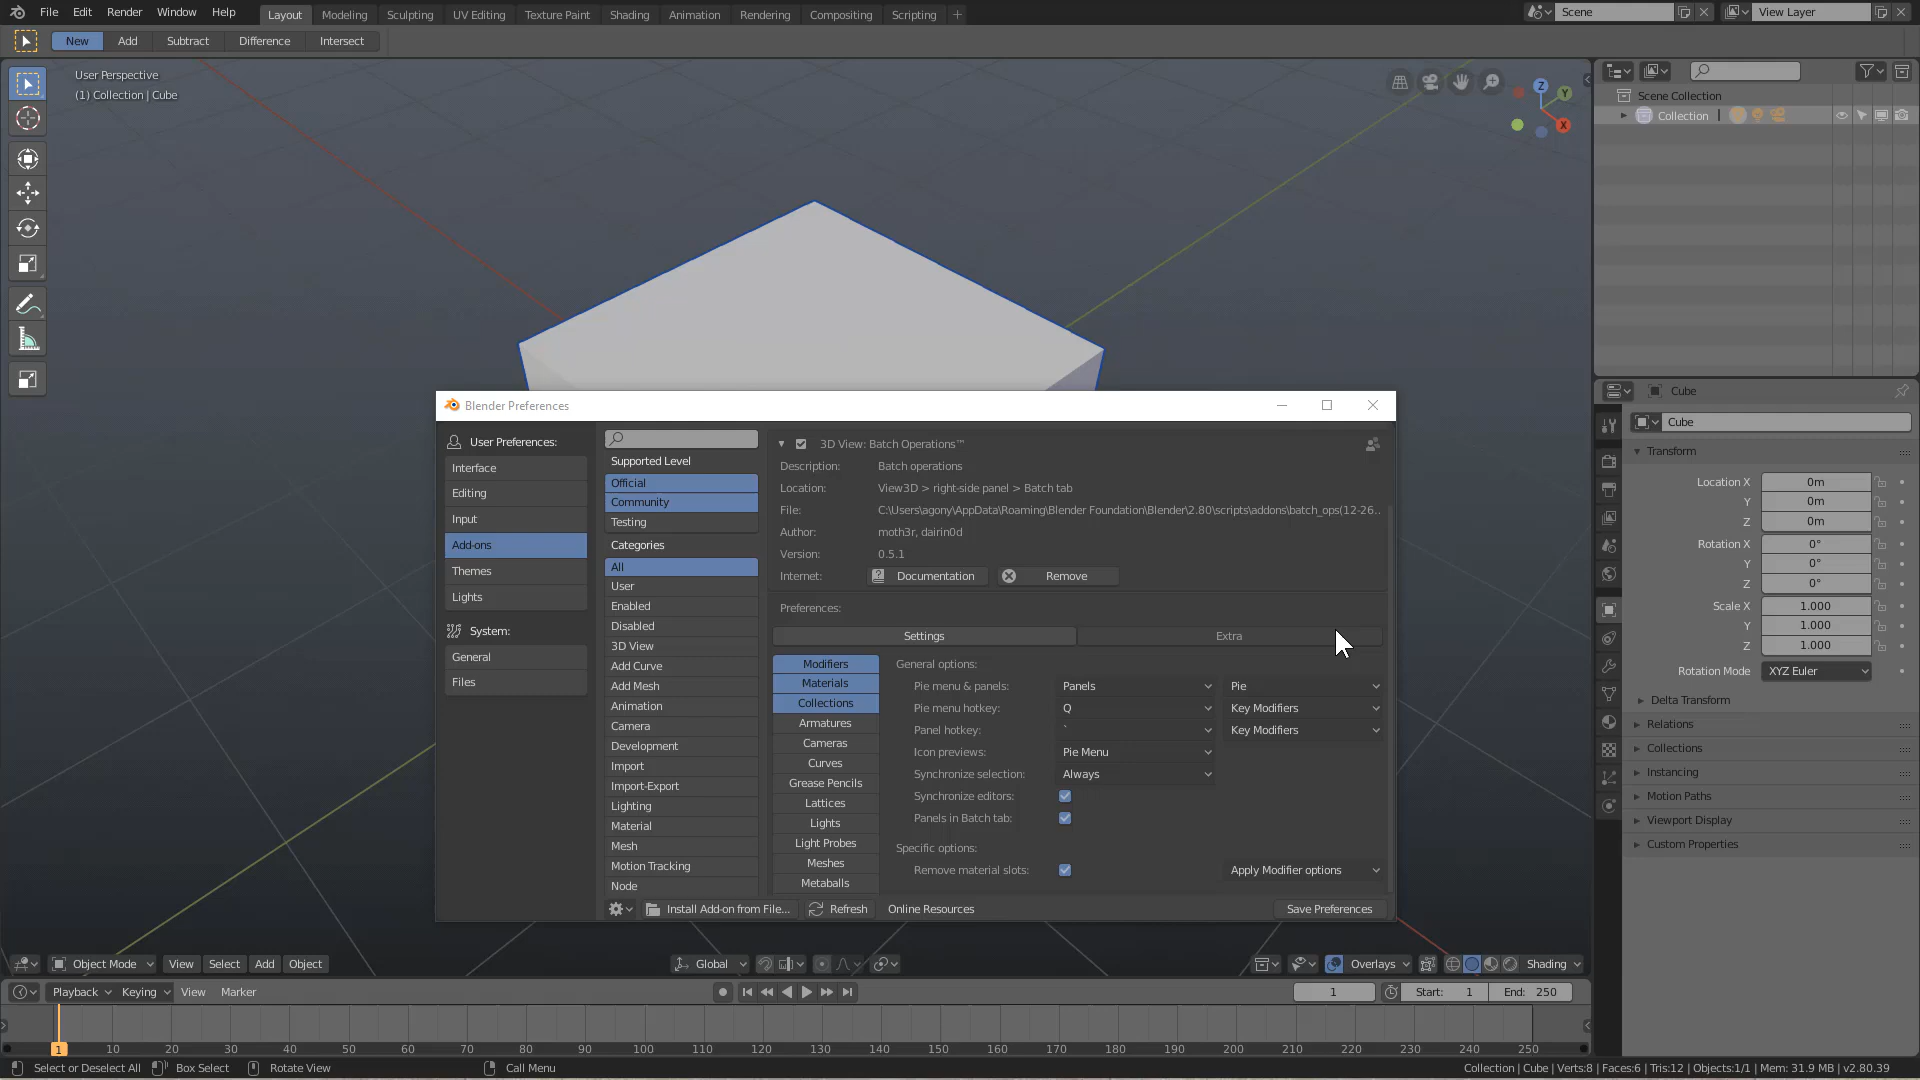 File Edit Render Window Help Layout Modeling Sculpting UV Editing Texture Paint Shading Animation Rendering Compositing Scripting + Scene View Layer
New Add Subtract Difference Intersect
User Perspective
(1) Collection | Cube
Z
Y
X
Scene Collection
Collection
Blender Preferences
User Preferences:
Interface
Editing
Input
Add-ons
Themes
Lights
System:
General
Files
Supported Level
Official
Community
Testing
Categories
All
User
Enabled
Disabled
3D View
Add Curve
Add Mesh
Animation
Camera
Development
Import
Import-Export
Lighting
Material
Mesh
Motion Tracking
Node
3D View: Batch Operations™
Description: Batch operations
Location: View3D > right-side panel > Batch tab
File: C:\Users\agony\AppData\Roaming\Blender Foundation\Blender\2.80\scripts\addons\batch_ops(12-26...
Author: moth3r, dairin0d
Version: 0.5.1
Internet: Documentation Remove
Preferences:
Settings Extra
Modifiers
Materials
Collections
Armatures
Cameras
Curves
Grease Pencils
Lattices
Lights
Light Probes
Meshes
Metaballs
General options:
Pie menu & panels: Panels Pie
Pie menu hotkey: Q Key Modifiers
Panel hotkey: ` Key Modifiers
Icon previews: Pie Menu
Synchronize selection: Always
Synchronize editors:
Panels in Batch tab:
Specific options:
Remove material slots: Apply Modifier options
Install Add-on from File... Refresh Online Resources Save Preferences
Cube
Cube
Transform
Location X 0m
Y 0m
Z 0m
Rotation X 0°
Y 0°
Z 0°
Scale X 1.000
Y 1.000
Z 1.000
Rotation Mode XYZ Euler
Delta Transform
Relations
Collections
Instancing
Motion Paths
Viewport Display
Custom Properties
Object Mode View Select Add Object Global Overlays Shading
Playback Keying View Marker 1 Start: 1 End: 250
1 10 20 30 40 50 60 70 80 90 100 110 120 130 140 150 160 170 180 190 200 210 220 230 240 250
Select or Deselect All Box Select Rotate View Call Menu Collection | Cube | Verts:8 | Faces:6 | Tris:12 | Objects:1/1 | Mem: 31.9 MB | v2.80.39